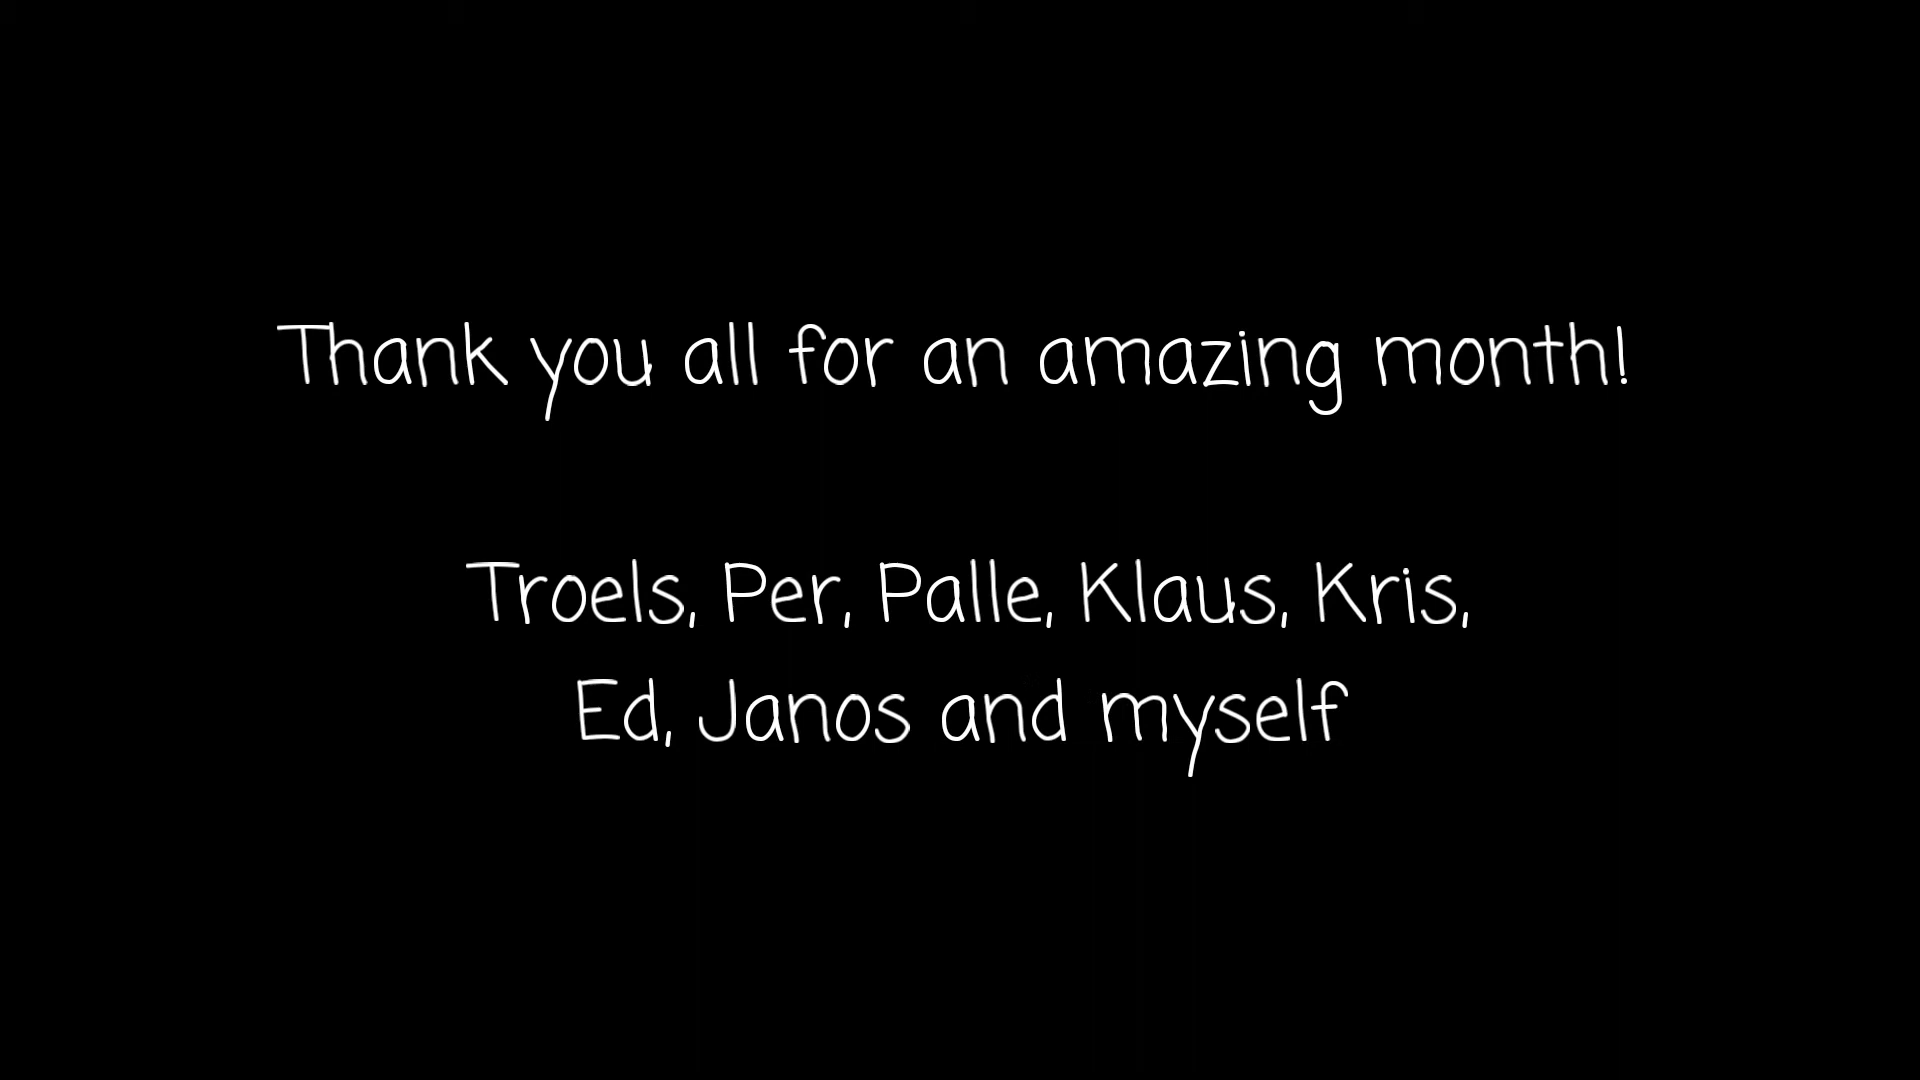 Thank you all for an amazing month!
Troels, Per, Palle, Klaus, Kris,
Ed, Janos and myself